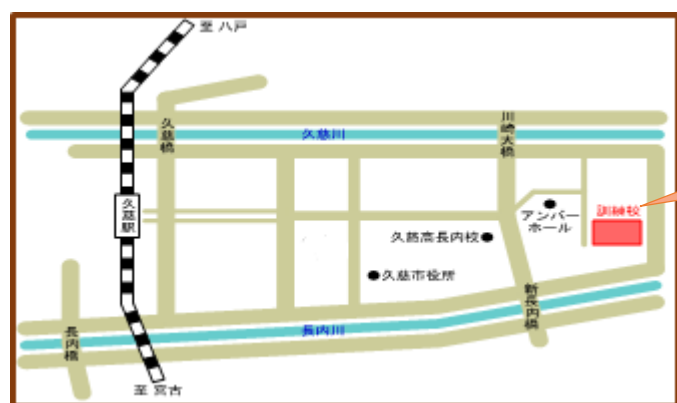 至 八戸
久慈橋
久慈川
川崎大橋
久慈駅
アンバー
ホール
訓練校
久慈高長内校
久慈市役所
新長内橋
長内橋
長内川
至 宮古